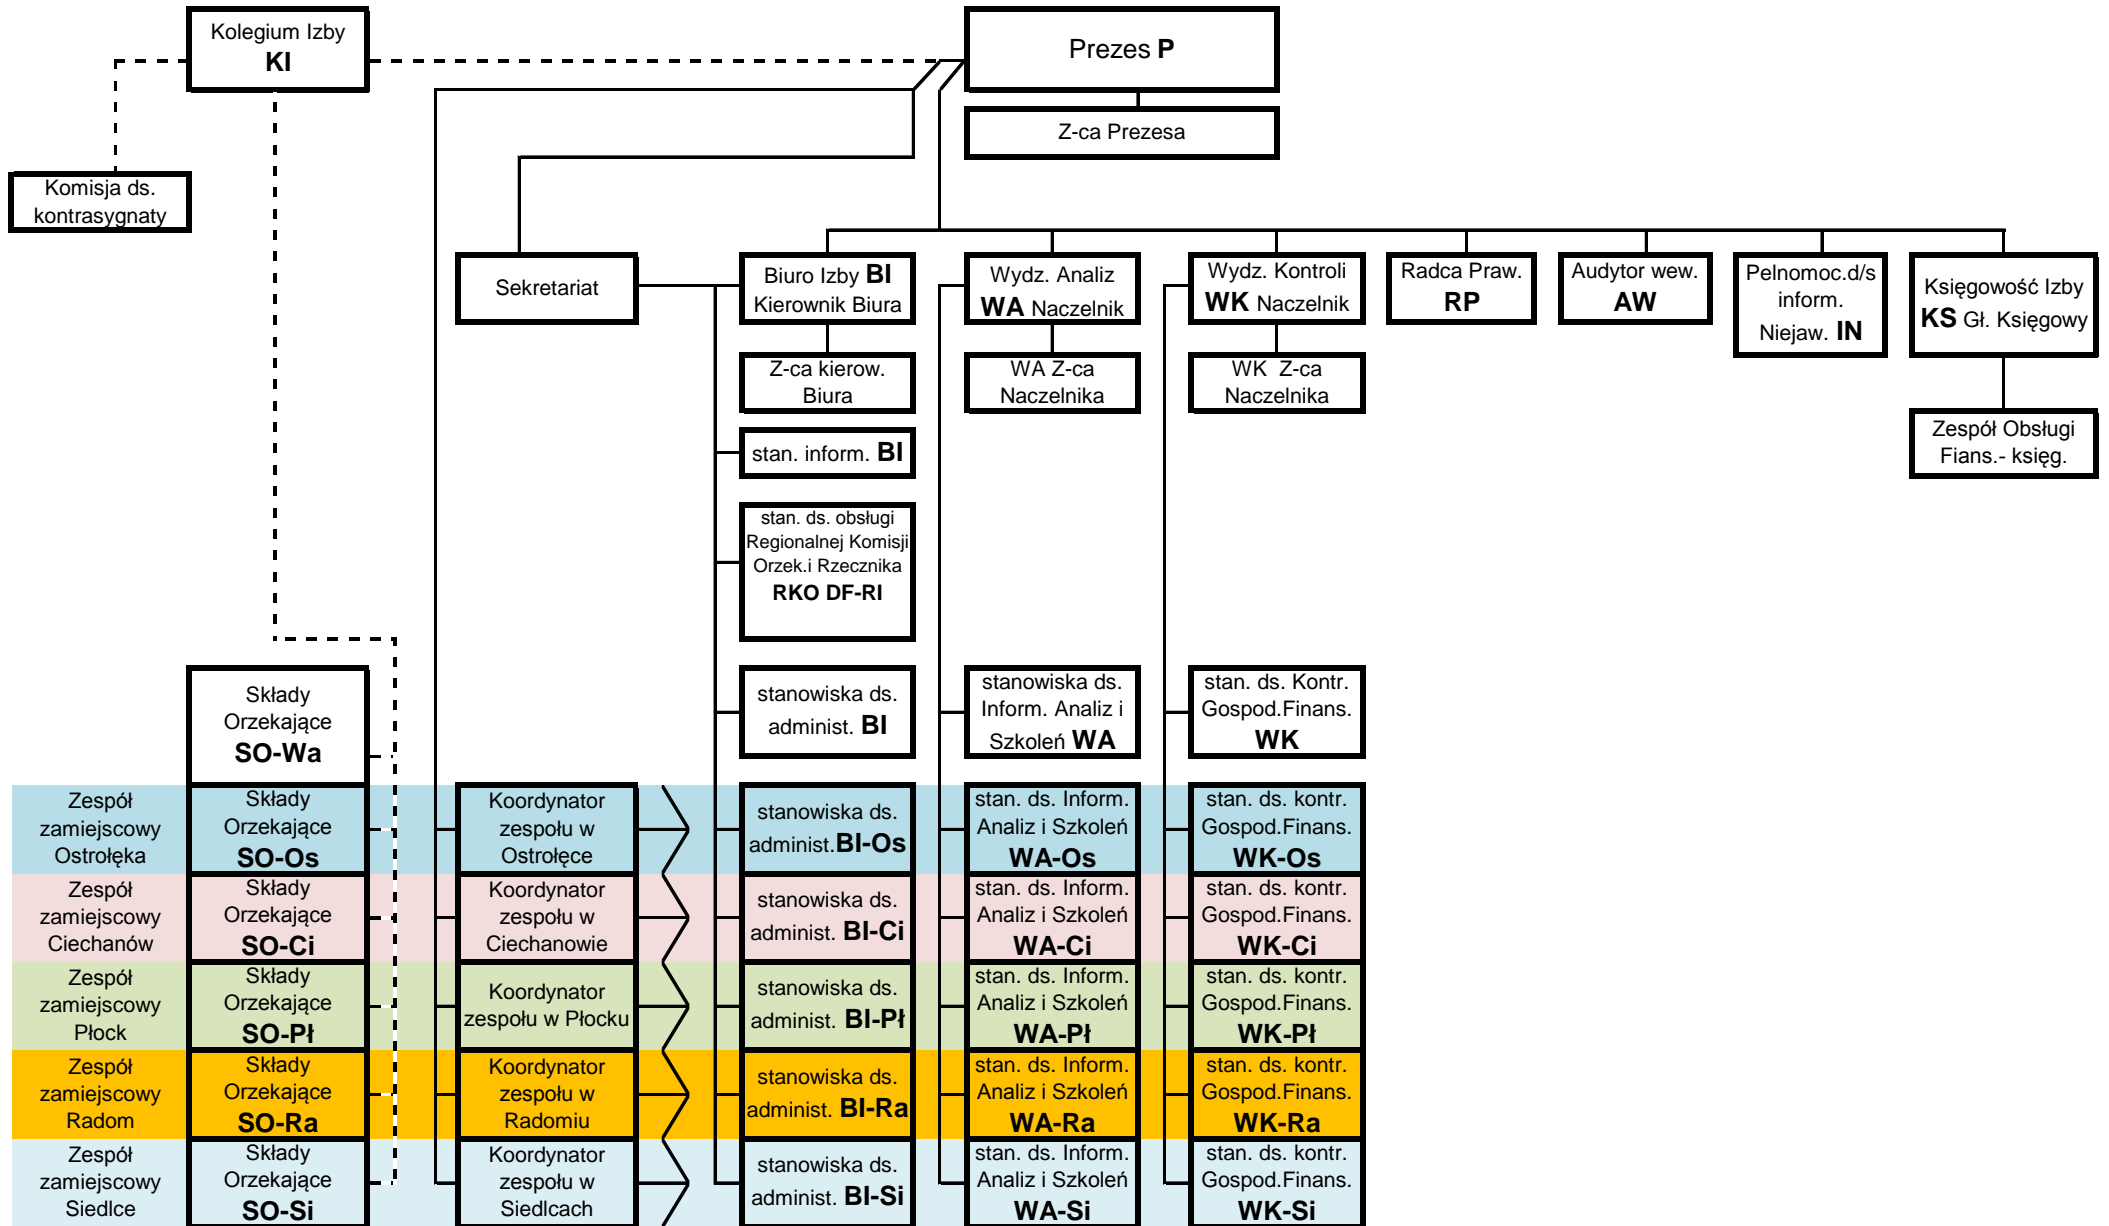 Kolegium Izby
KI
Prezes P
Z-ca Prezesa
Komisja ds.
kontrasygnaty
Sekretariat
Biuro Izby BI
Kierownik Biura
Wydz. Analiz
WA Naczelnik
Wydz. Kontroli
WK Naczelnik
Radca Praw.
RP
Audytor wew.
AW
Pelnomoc.d/s
inform.
Niejaw. IN
Księgowość Izby
KS Gł. Księgowy
Z-ca kierow.
Biura
WA Z-ca
Naczelnika
WK Z-ca
Naczelnika
Zespół Obsługi
Fians.- księg.
stan. inform. BI
stan. ds. obsługi
Regionalnej Komisji
Orzek.i Rzecznika
RKO DF-RI
Składy
Orzekające
SO-Wa
stanowiska ds.
administ. BI
stanowiska ds.
Inform. Analiz i
Szkoleń WA
stan. ds. Kontr.
Gospod.Finans.
WK
Zespół
zamiejscowy
Ostrołęka
Składy
Orzekające
SO-Os
Koordynator
zespołu w
Ostrołęce
stanowiska ds.
administ.BI-Os
stan. ds. Inform.
Analiz i Szkoleń
WA-Os
stan. ds. kontr.
Gospod.Finans.
WK-Os
Zespół
zamiejscowy
Ciechanów
Składy
Orzekające
SO-Ci
Koordynator
zespołu w
Ciechanowie
stanowiska ds.
administ. BI-Ci
stan. ds. Inform.
Analiz i Szkoleń
WA-Ci
stan. ds. kontr.
Gospod.Finans.
WK-Ci
Zespół
zamiejscowy
Płock
Składy
Orzekające
SO-Pł
Koordynator
zespołu w Płocku
stanowiska ds.
administ. BI-Pł
stan. ds. Inform.
Analiz i Szkoleń
WA-Pł
stan. ds. kontr.
Gospod.Finans.
WK-Pł
Zespół
zamiejscowy
Radom
Składy
Orzekające
SO-Ra
Koordynator
zespołu w
Radomiu
stanowiska ds.
administ. BI-Ra
stan. ds. Inform.
Analiz i Szkoleń
WA-Ra
stan. ds. kontr.
Gospod.Finans.
WK-Ra
Zespół
zamiejscowy
Siedlce
Składy
Orzekające
SO-Si
Koordynator
zespołu w
Siedlcach
stanowiska ds.
administ. BI-Si
stan. ds. Inform.
Analiz i Szkoleń
WA-Si
stan. ds. kontr.
Gospod.Finans.
WK-Si